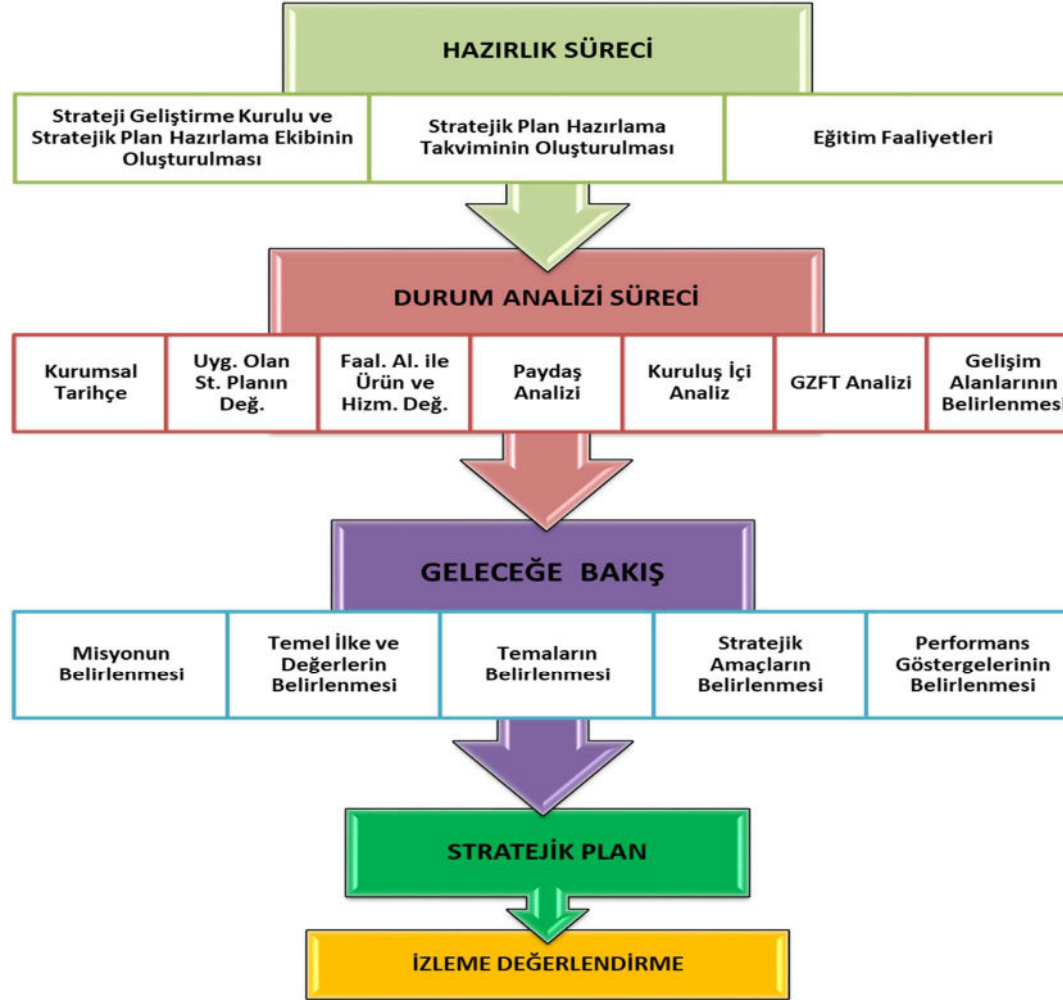 HAZIRLIK SÜRECİ
Strateji Geliştirme Kurulu ve
Stratejik Plan Hazırlama Ekibinin
Oluşturulması
Stratejik Plan Hazırlama
Takviminin Oluşturulması
Eğitim Faaliyetleri
DURUM ANALİZİ SÜRECİ
Kurumsal
Tarihçe
Uyg. Olan
St. Planın
Değ.
Faal. Al. ile
Ürün ve
Hizm. Değ.
Paydaş
Analizi
Kuruluş İçi
Analiz
GZFT Analizi
Gelişim
Alanlarının
Belirlenmesi
GELECEĞE BAKIŞ
Misyonun
Belirlenmesi
Temel İlke ve
Değerlerin
Belirlenmesi
Temaların
Belirlenmesi
Stratejik
Amaçların
Belirlenmesi
Performans
Göstergelerinin
Belirlenmesi
STRATEJİK PLAN
İZLEME DEĞERLENDİRME